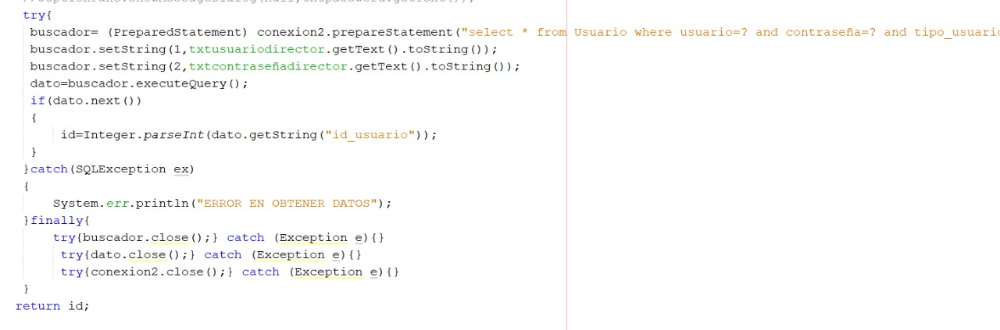 try{
buscador= (PreparedStatement) conexion2.prepareStatement("select * from Usuario where usuario=? and contraseña=? and
buscador.setString(1,txtusuariodirector.getText().toString());
buscador.setString(2,txtcontraseñadirector.getText().toString());
dato=buscador.executeQuery();
if(dato.next())
{
id=Integer.parseInt(dato.getString("id_usuario"));
}
}catch(SQLException ex)
{
System.err.println("ERROR EN OBTENER DATOS");
}finally{
try{buscador.close();} catch (Exception e){}
try{dato.close();} catch (Exception e){}
try{conexion2.close();} catch (Exception e){}
}
return id;